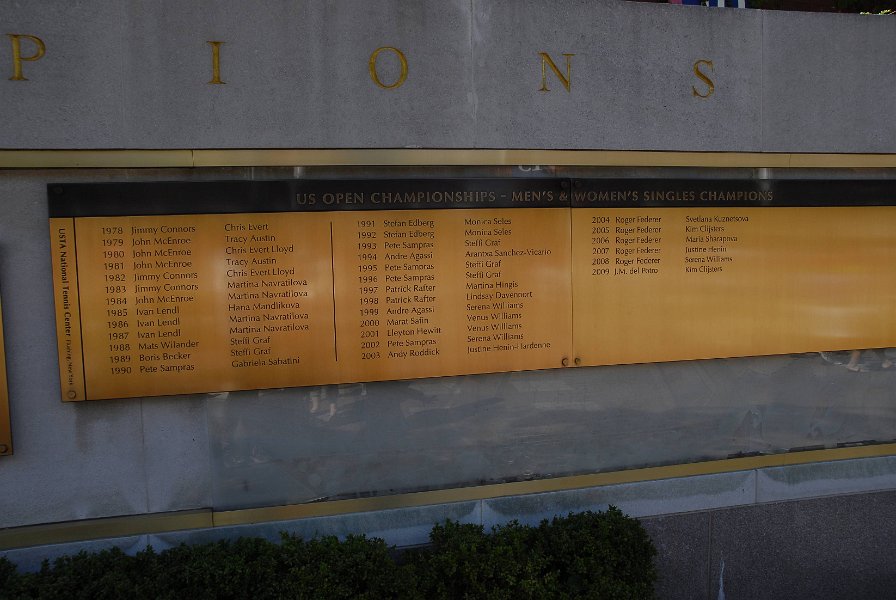 PIONS
US OPEN CHAMPIONSHIPS - MEN'S & WOMEN'S SINGLES CHAMPIONS
USTA National Tennis Center
1978 Jimmy Connors Chris Evert
1979 John McEnroe Tracy Austin
1980 John McEnroe Chris Evert Lloyd
1981 John McEnroe Tracy Austin
1982 Jimmy Connors Chris Evert Lloyd
1983 Jimmy Connors Martina Navratilova
1984 John McEnroe Martina Navratilova
1985 Ivan Lendl Hana Mandlikova
1986 Ivan Lendl Martina Navratilova
1987 Ivan Lendl Martina Navratilova
1988 Mats Wilander Steffi Graf
1989 Boris Becker Steffi Graf
1990 Pete Sampras Gabriela Sabatini
1991 Stefan Edberg Monica Seles
1992 Stefan Edberg Monica Seles
1993 Pete Sampras Steffi Graf
1994 Andre Agassi Arantxa Sanchez-Vicario
1995 Pete Sampras Steffi Graf
1996 Pete Sampras Steffi Graf
1997 Patrick Rafter Martina Hingis
1998 Patrick Rafter Lindsay Davenport
1999 Andre Agassi Serena Williams
2000 Marat Safin Venus Williams
2001 Lleyton Hewitt Venus Williams
2002 Pete Sampras Serena Williams
2003 Andy Roddick Justine Henin-Hardenne
2004 Roger Federer Svetlana Kuznetsova
2005 Roger Federer Kim Clijsters
2006 Roger Federer Maria Sharapova
2007 Roger Federer Justine Henin
2008 Roger Federer Serena Williams
2009 J.M. del Potro Kim Clijsters